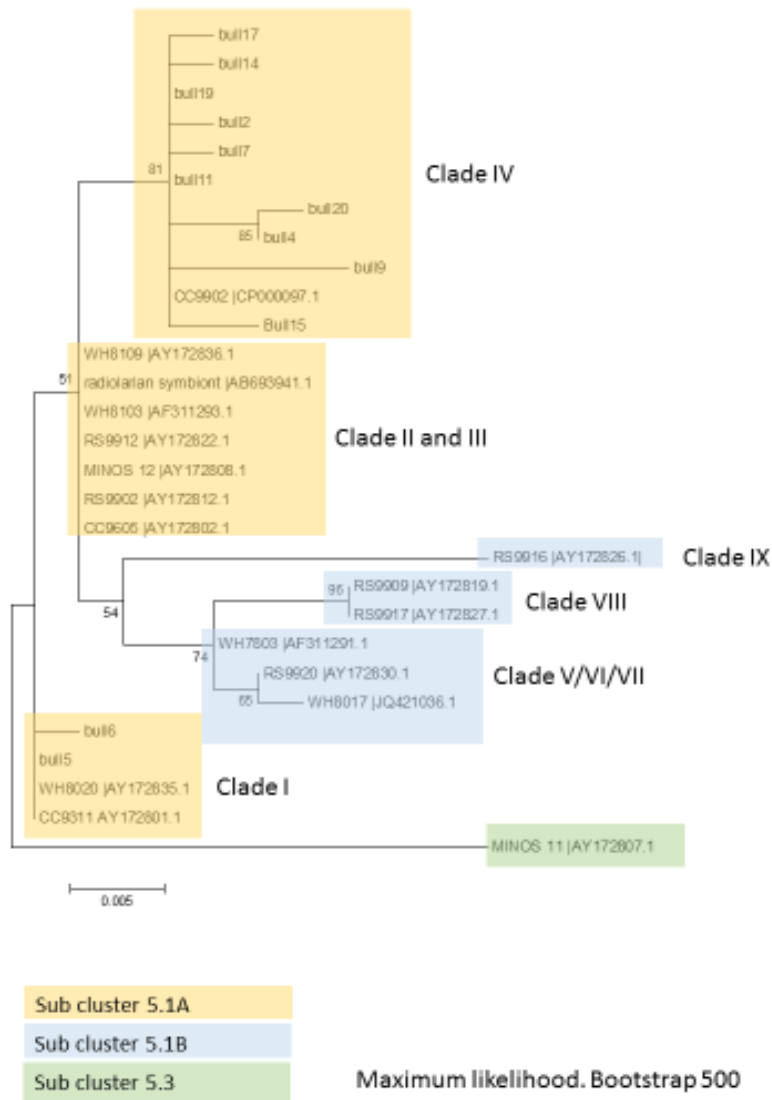 bull17
bull14
bull19
bull2
bull7
81
bull11
Clade IV
bull20
85
bull4
bull9
CC9902 |CP000097.1
Bull15
WH8109 |AY172836.1
51
radiolarian symbiont |AB693941.1
WH8103 |AF311293.1
RS9912 |AY172822.1
Clade II and III
MINOS 12 |AY172808.1
RS9902 |AY172812.1
CC9605 |AY172802.1
RS9916 |AY172826.1|
Clade IX
96
RS9909 |AY172819.1
Clade VIII
54
RS9917 |AY172827.1
74
WH7803 |AF311291.1
RS9920 |AY172830.1
Clade V/VI/VII
65
WH8017 |JQ421036.1
bull6
bull5
WH8020 |AY172835.1
Clade I
CC9311 AY172801.1
MINOS 11 |AY172807.1
0.005
Sub cluster 5.1A
Sub cluster 5.1B
Sub cluster 5.3
Maximum likelihood. Bootstrap 500